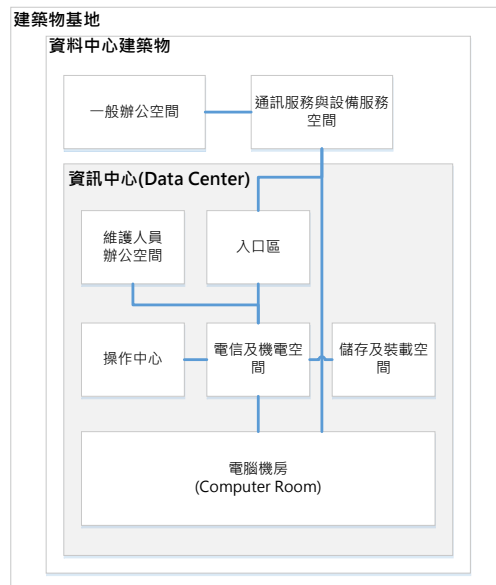 建築物基地
資料中心建築物
一般辦公空間
通訊服務與設備服務
空間
資訊中心(Data Center)
維護人員
辦公空間
入口區
操作中心
電信及機電空
間
儲存及裝載空
間
電腦機房
(Computer Room)